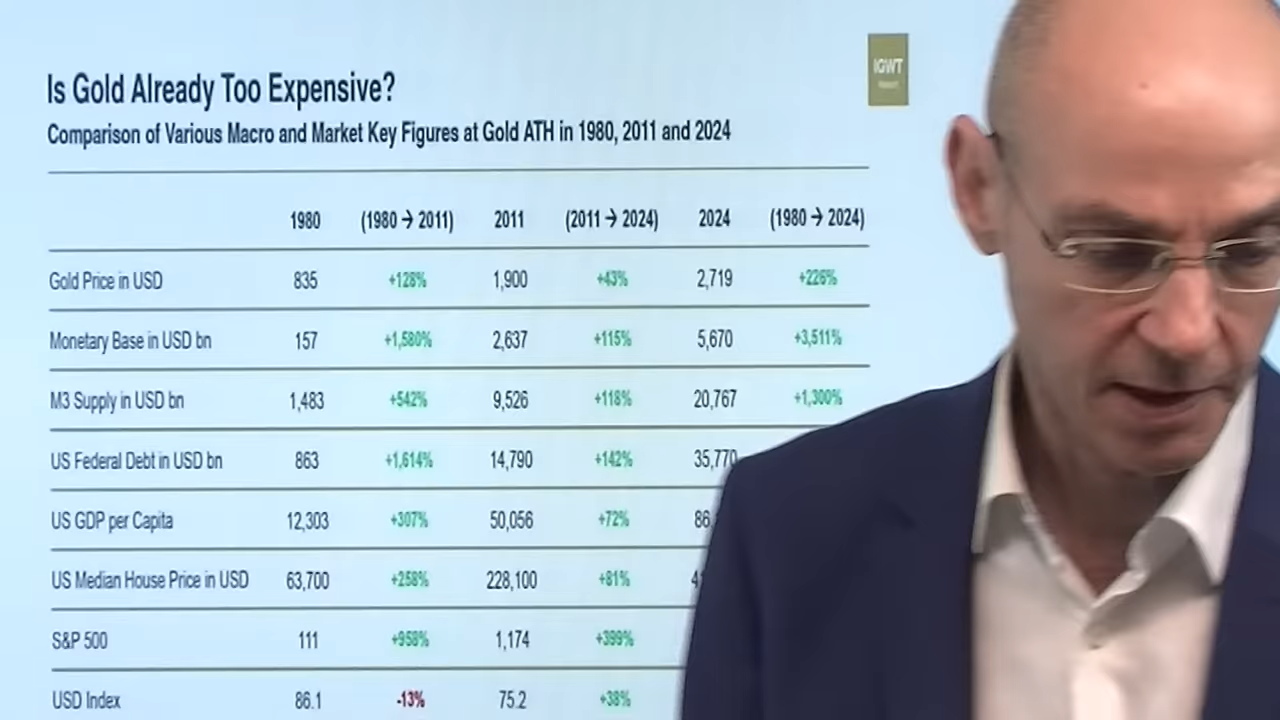 IGWT
Is Gold Already Too Expensive?
Comparison of Various Macro and Market Key Figures at Gold ATH in 1980, 2011 and 2024
1980 (1980 → 2011) 2011 (2011 → 2024) 2024 (1980 → 2024)
Gold Price in USD 835 +128% 1,900 +43% 2,719 +226%
Monetary Base in USD bn 157 +1,580% 2,637 +115% 5,670 +3,511%
M3 Supply in USD bn 1,483 +542% 9,526 +118% 20,767 +1,300%
US Federal Debt in USD bn 863 +1,614% 14,790 +142% 35,770
US GDP per Capita 12,303 +307% 50,056 +72% 86
US Median House Price in USD 63,700 +258% 228,100 +81%
S&P 500 111 +958% 1,174 +399%
USD Index 86.1 -13% 75.2 +38%